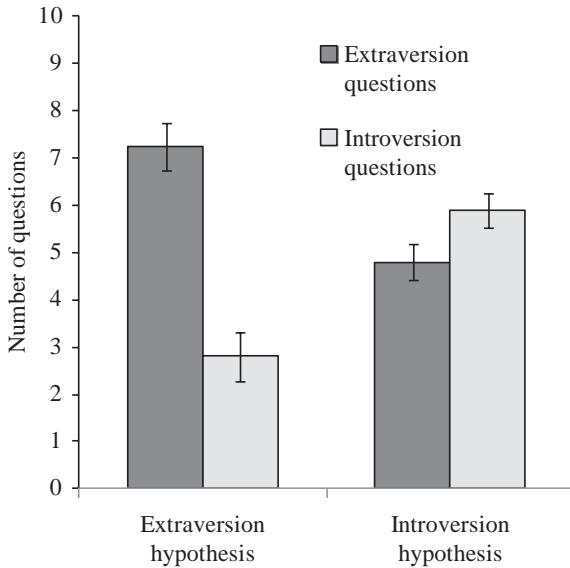 10
9
8
7
6
5
4
3
2
1
0
Number of questions
Extraversion
questions
Introversion
questions
Extraversion
hypothesis
Introversion
hypothesis